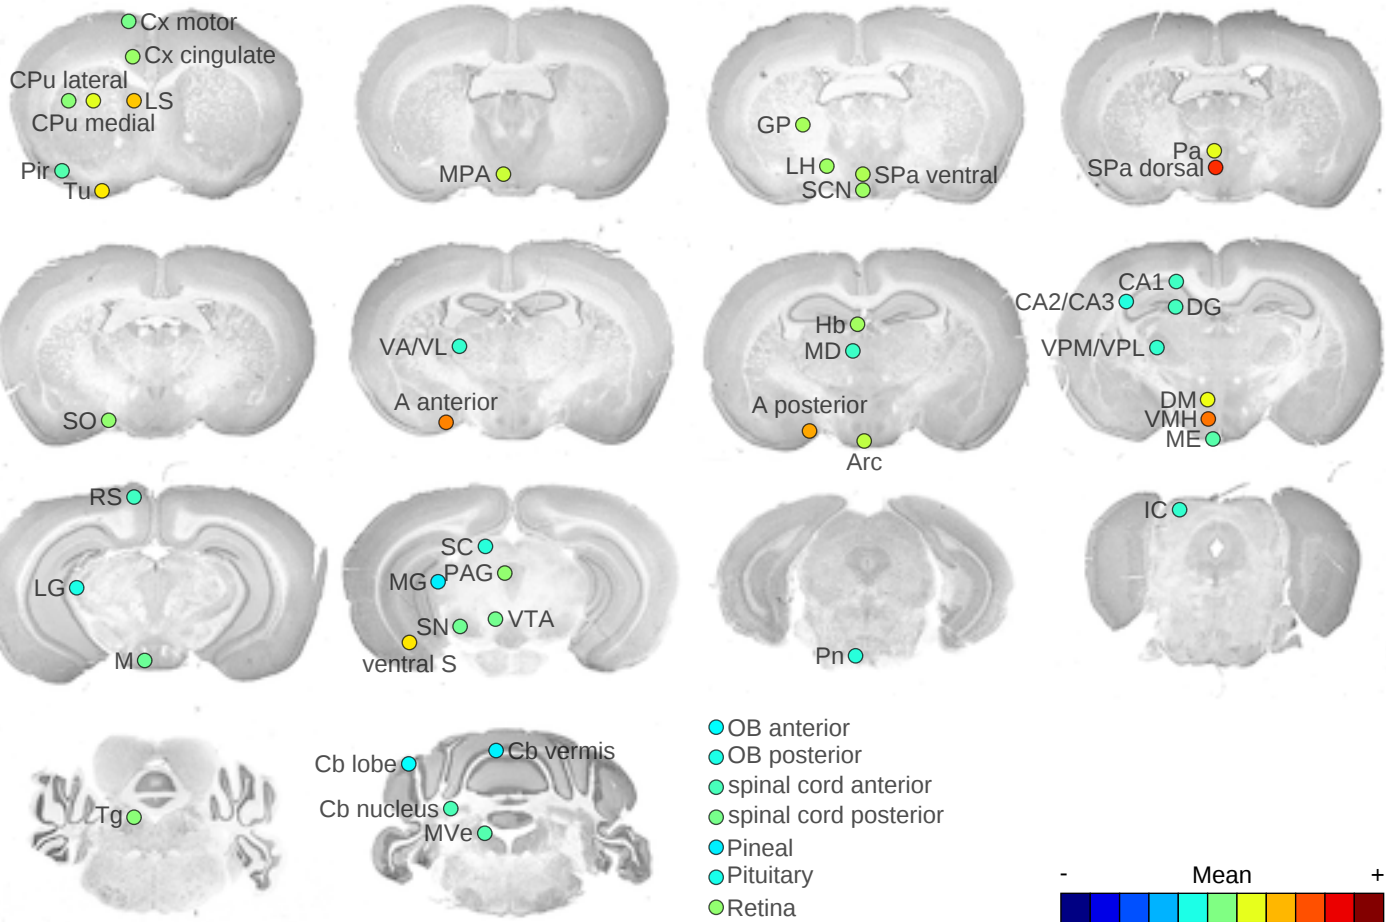 Cx motor
Cx cingulate
CPu lateral
LS
CPu medial
Pir
Tu
MPA
GP
LH
SPa ventral
SCN
Pa
SPa dorsal
SO
VA/VL
A anterior
Hb
MD
A posterior
Arc
CA1
CA2/CA3
DG
VPM/VPL
DM
VMH
ME
RS
LG
M
SC
MG
PAG
SN
VTA
ventral S
Pn
IC
Tg
Cb lobe
Cb vermis
Cb nucleus
MVe
OB anterior
OB posterior
spinal cord anterior
spinal cord posterior
Pineal
Pituitary
Retina
- Mean +